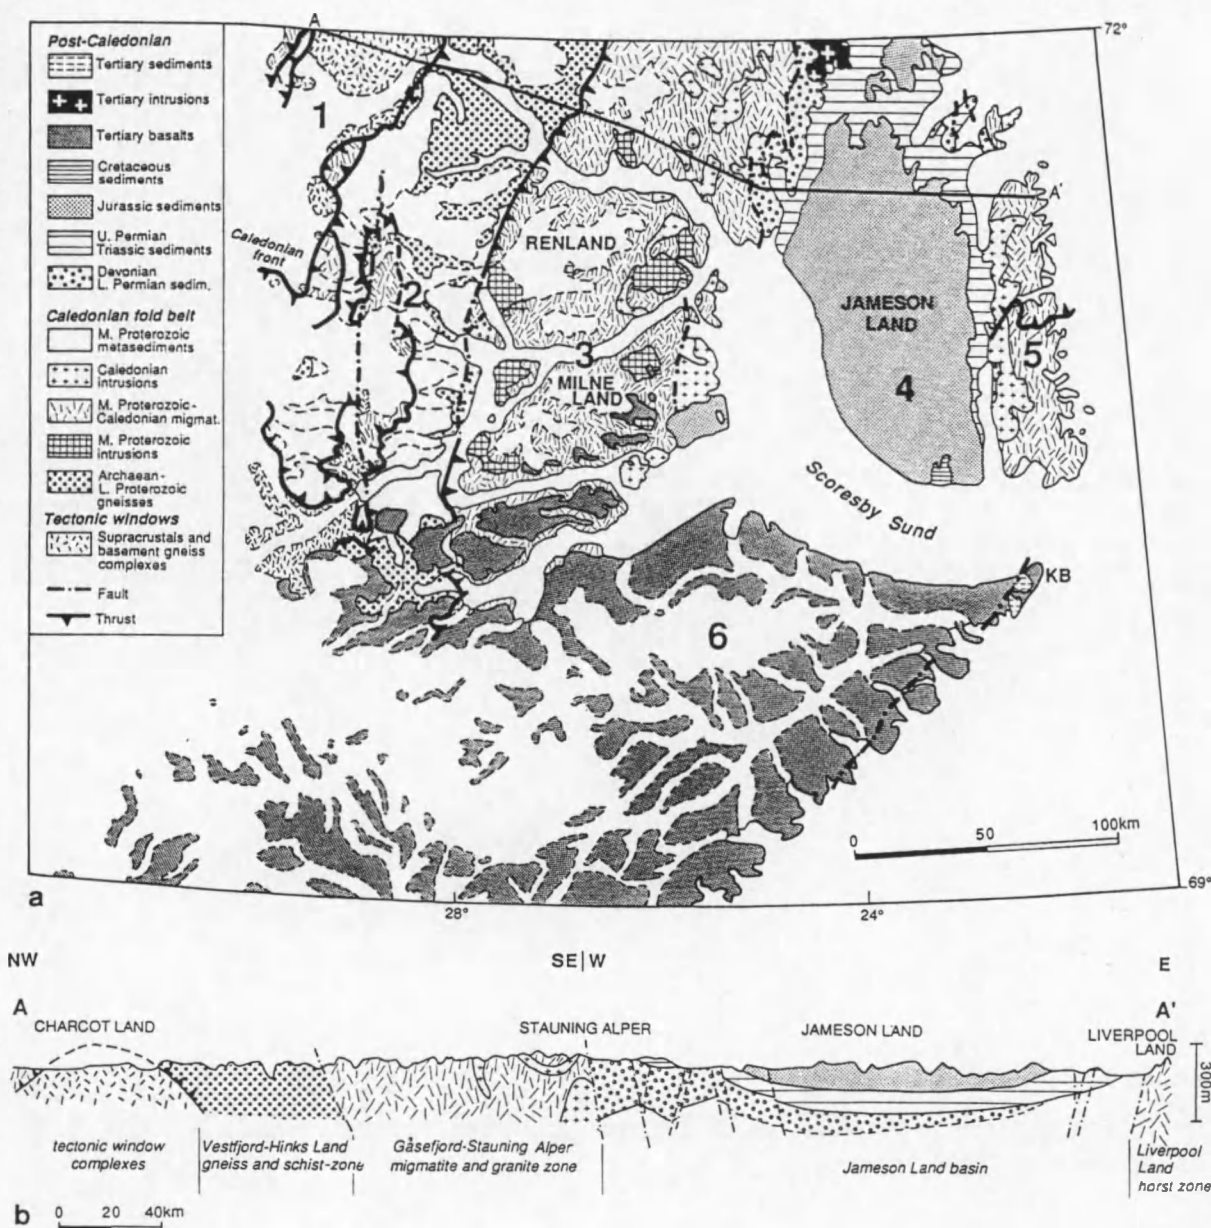 A
72°
Post-Caledonian
Tertiary sediments
Tertiary intrusions
Tertiary basalts
Cretaceous
sediments
Jurassic sediments
U. Permian
Triassic sediments
Devonian
L. Permian sedim.
Caledonian fold belt
M. Proterozoic
metasediments
Caledonian
intrusions
M. Proterozoic-
Caledonian migmat.
M. Proterozoic
intrusions
Archaean-
L. Proterozoic
gneisses
Tectonic windows
Supracrustals and
basement gneiss
complexes
Fault
Thrust
1
A'
Caledonian
front
2
RENLAND
JAMESON
LAND
3
MILNE
LAND
4
5
Scoresby Sund
KB
6
0 50 100km
69°
a
28°
24°
NW SE|W E
A A'
CHARCOT LAND STAUNING ALPER JAMESON LAND LIVERPOOL
LAND
300m
tectonic window
complexes
Vestfjord-Hinks Land
gneiss and schist-zone
Gåsefjord-Stauning Alper
migmatite and granite zone
Jameson Land basin
Liverpool
Land
horst zone
b 0 20 40km